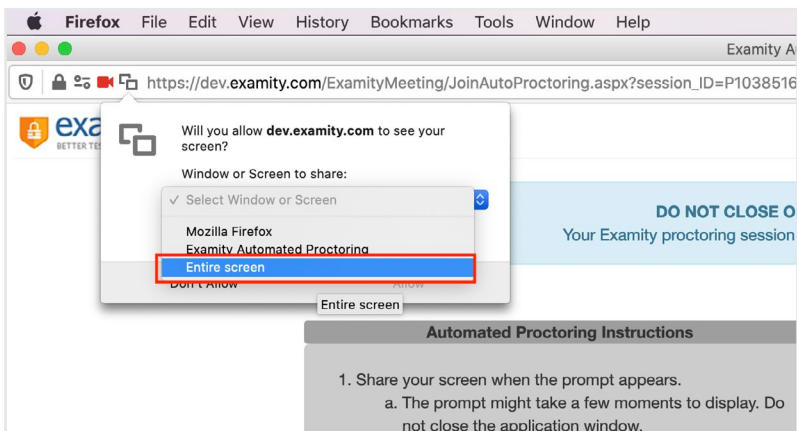 Firefox File Edit View History Bookmarks Tools Window Help
Examity A
https://dev.examity.com/ExamityMeeting/JoinAutoProctoring.aspx?session_ID=P1038516
exa
BETTER TES
Will you allow dev.examity.com to see your
screen?
Window or Screen to share:
✓ Select Window or Screen
Mozilla Firefox
Examity Automated Proctoring
Entire screen
Don't Allow Allow
Entire screen
DO NOT CLOSE O
Your Examity proctoring session
Automated Proctoring Instructions
1. Share your screen when the prompt appears.
a. The prompt might take a few moments to display. Do
not close the application window.